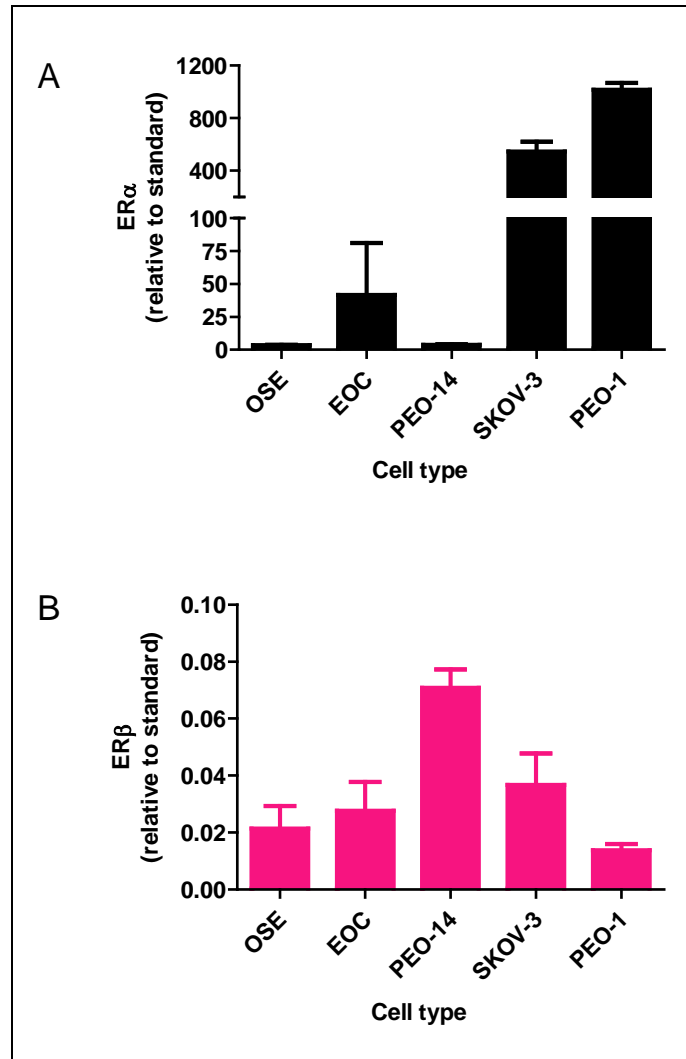 A
ERα
(relative to standard)
1200
800
400
100
75
50
25
0
OSE
EOC
PEO-14
SKOV-3
PEO-1
Cell type
B
ERβ
(relative to standard)
0.10
0.08
0.06
0.04
0.02
0.00
OSE
EOC
PEO-14
SKOV-3
PEO-1
Cell type